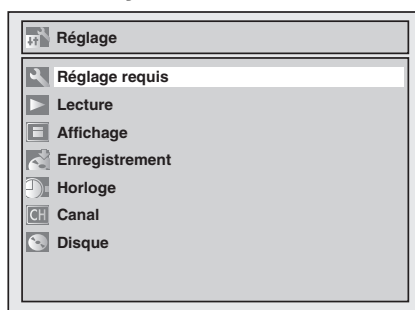 Réglage
Réglage requis
Lecture
Affichage
Enregistrement
Horloge
CH Canal
Disque